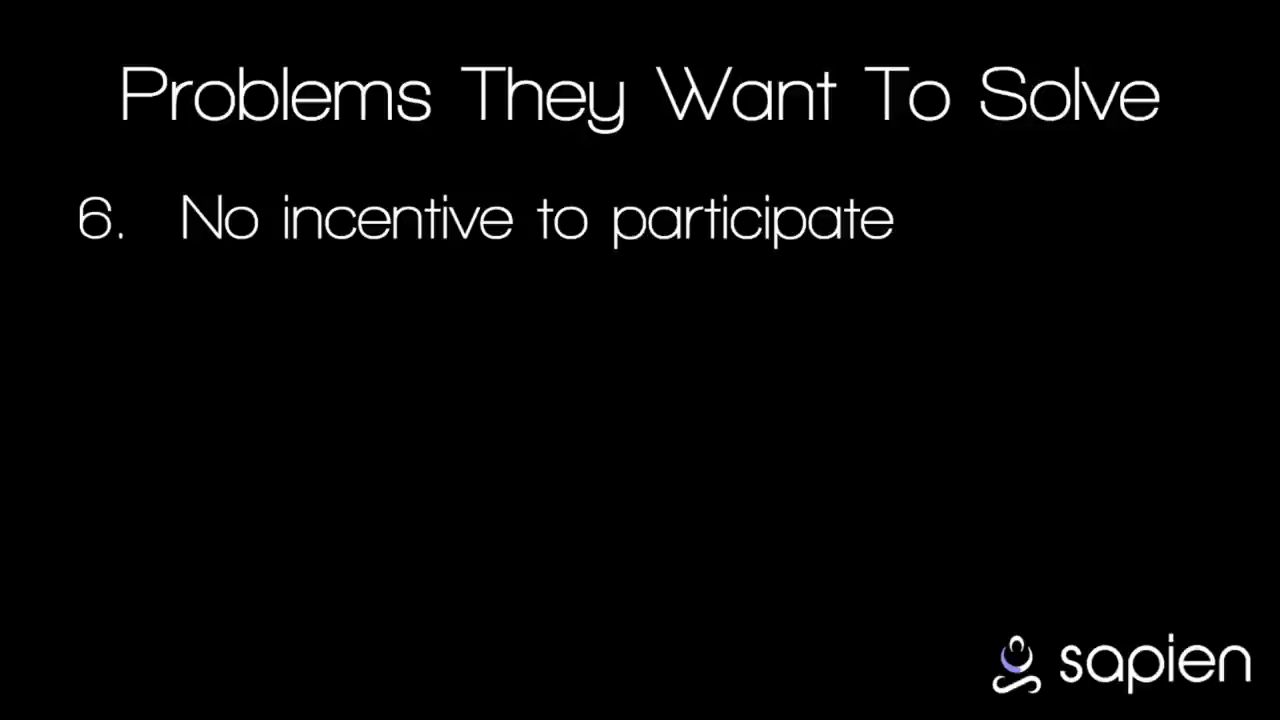 Problems They Want To Solve
6. No incentive to participate
sapien